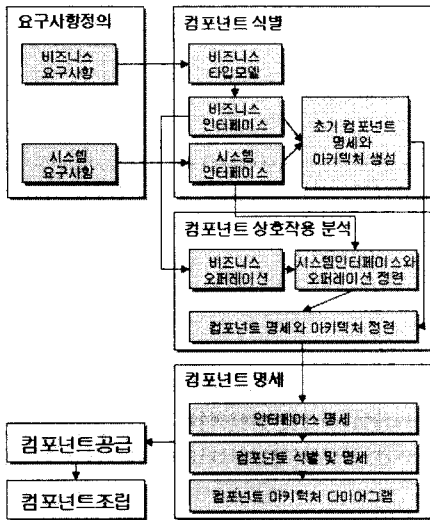 요구사항정의
비즈니스
요구사항
시스템
요구사항
컴포넌트 식별
비즈니스
타입모델
비즈니스
인터페이스
시스템
인터페이스
초기 컴포넌트
명세와
아키텍처 생성
컴포넌트 상호작용 분석
비즈니스
오퍼레이션
시스템인터페이스와
오퍼레이션 정련
컴포넌트 명세와 아키텍처 정련
컴포넌트 명세
인터페이스 명세
컴포넌트 식별 및 명세
컴포넌트 아키텍처 다이어그램
컴포넌트공급
컴포넌트조립